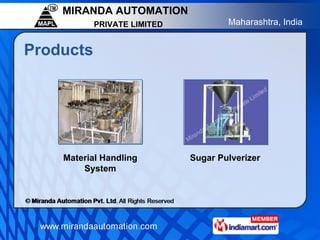 MIRANDA AUTOMATION
PRIVATE LIMITED
Maharashtra, India
MAPL
Products
Material Handling
System
Sugar Pulverizer
© Miranda Automation Pvt. Ltd. All Rights Reserved
www.mirandaautomation.com
MEMBER
indiamart.com